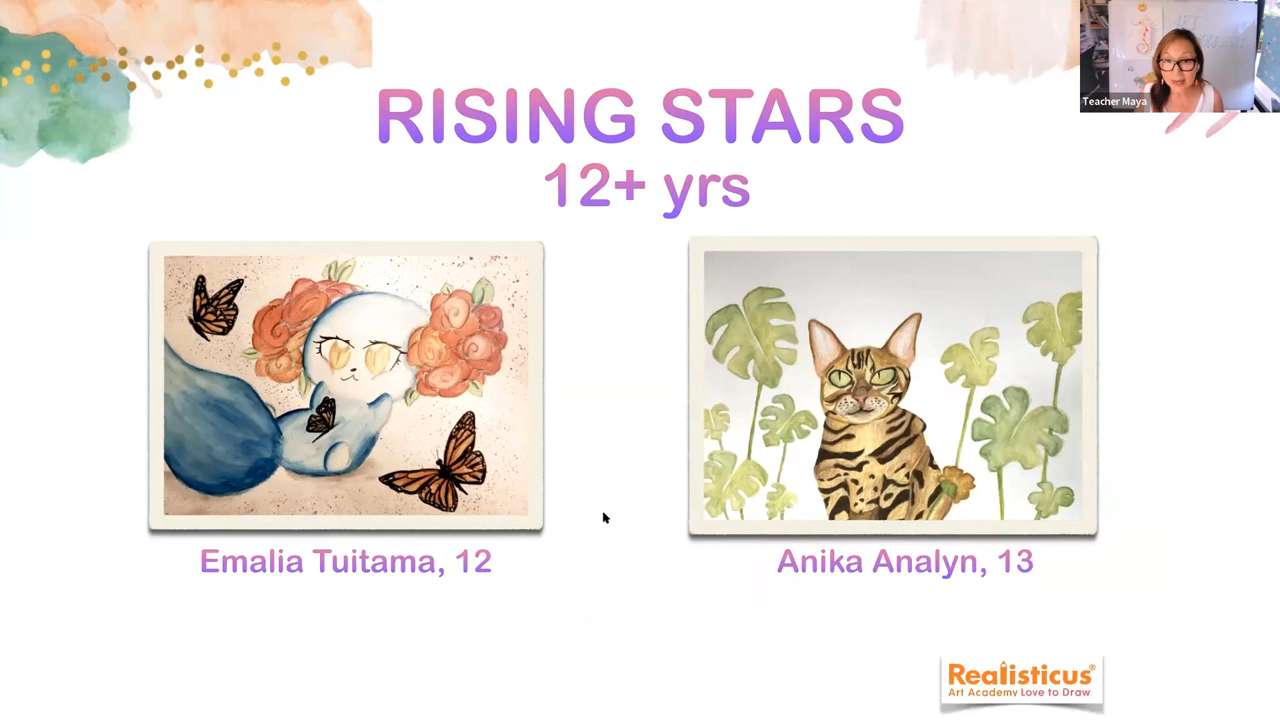 RISING STARS
12+ yrs
Teacher Maya
Emalia Tuitama, 12
Anika Analyn, 13
Realisticus®
Art Academy Love to Draw